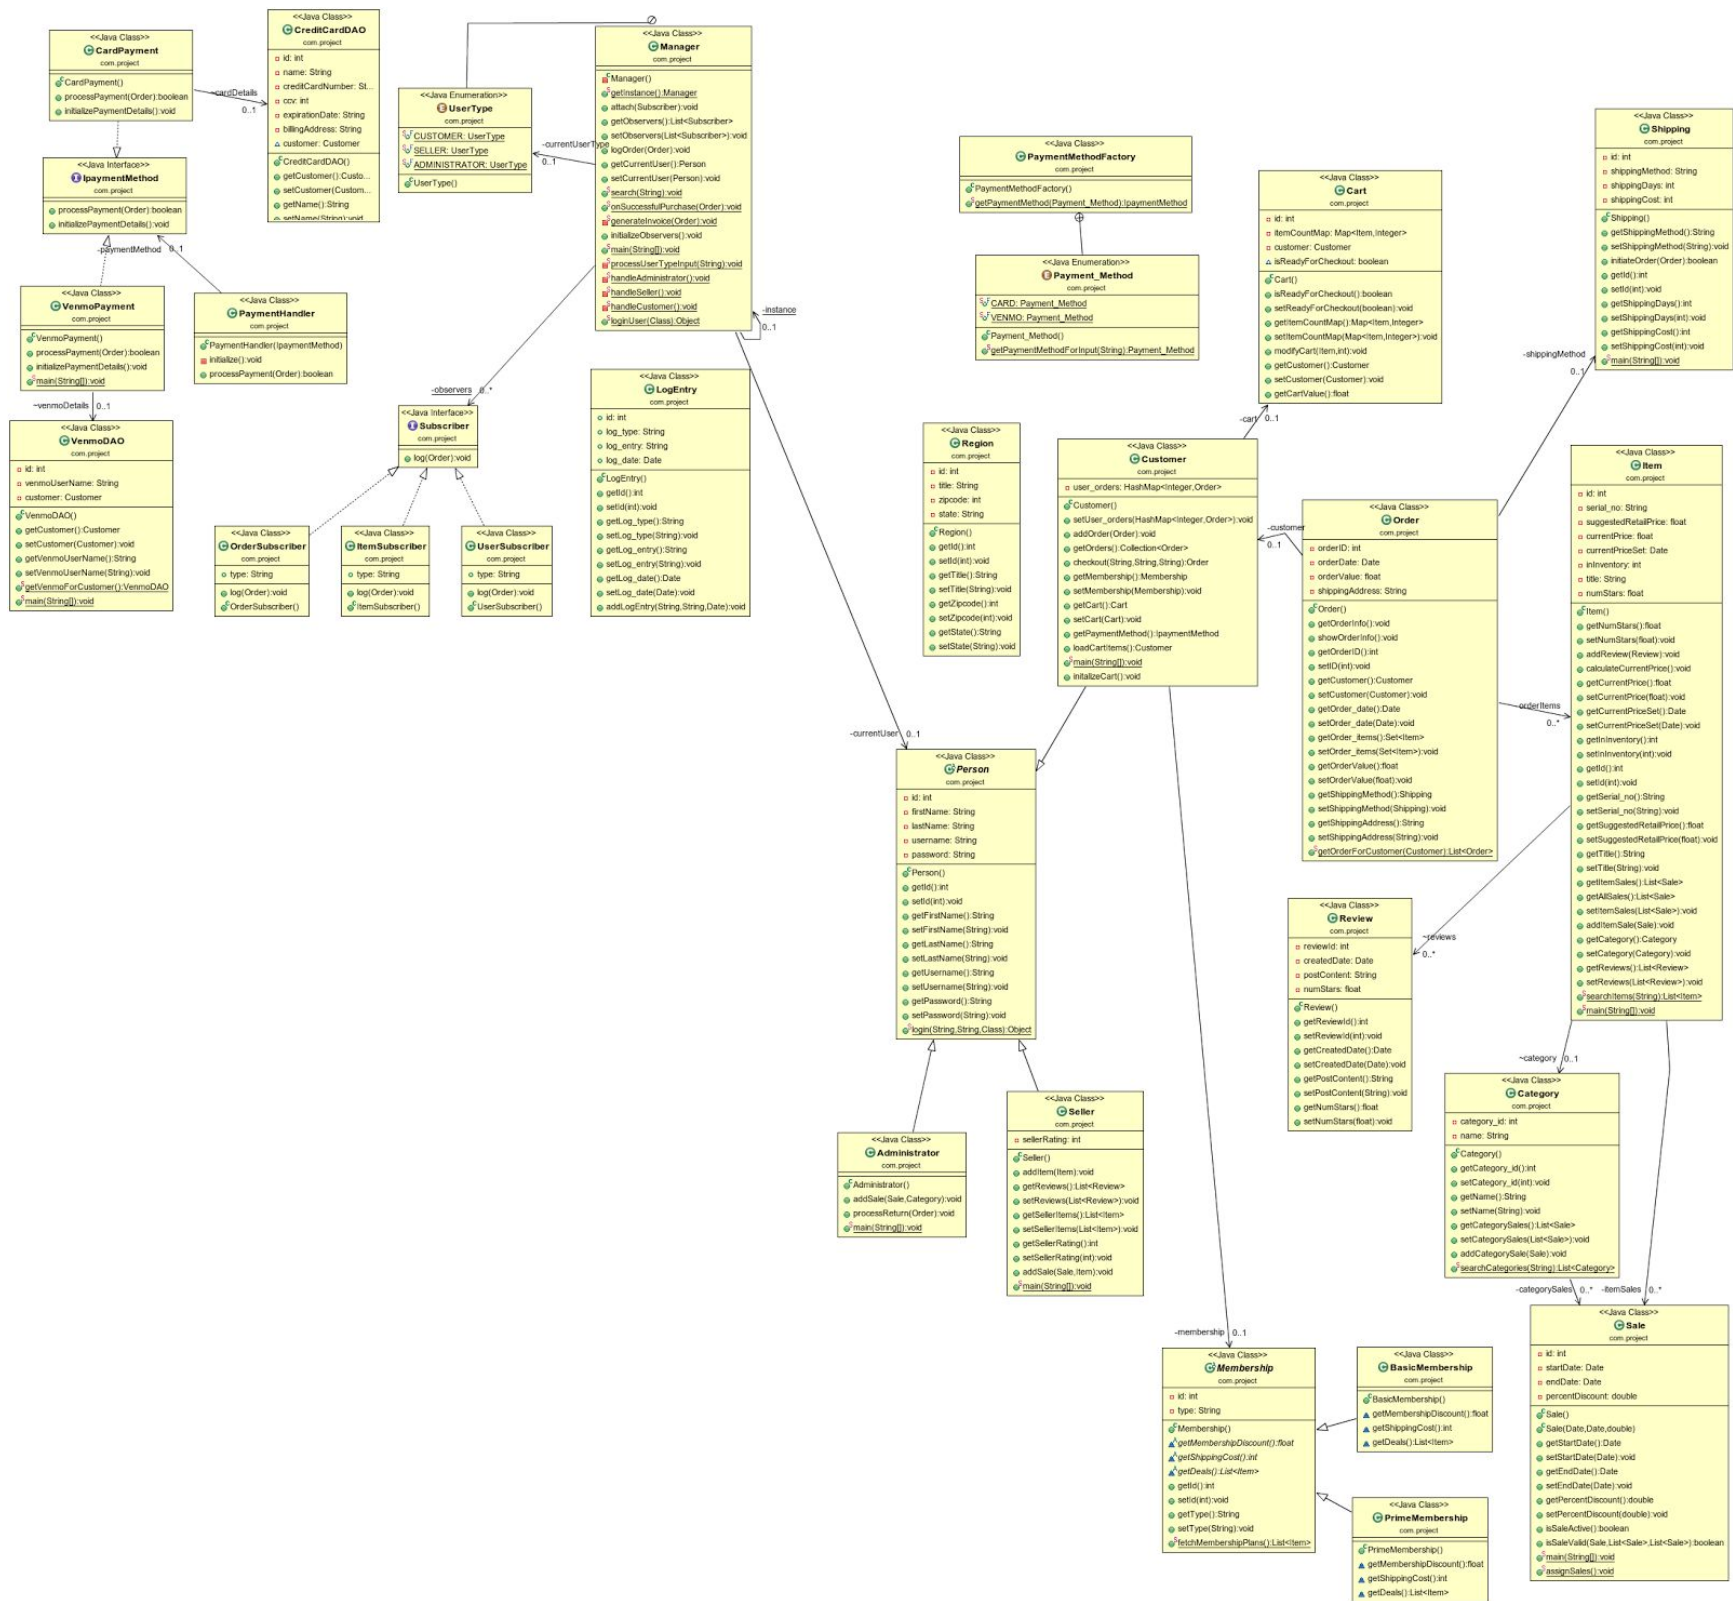 <<Java Class>>
CardPayment
com.project
CardPayment()
processPayment(Order):boolean
initializePaymentDetails():void
~cardDetails
0..1
<<Java Class>>
CreditCardDAO
com.project
id: int
name: String
creditCardNumber: St...
ccv: int
expirationDate: String
billingAddress: String
customer: Customer
CreditCardDAO()
getCustomer():Custo...
setCustomer(Custom...
getName():String
setName(String):void
<<Java Interface>>
IpaymentMethod
com.project
processPayment(Order):boolean
initializePaymentDetails():void
-paymentMethod
0..1
<<Java Class>>
VenmoPayment
com.project
VenmoPayment()
processPayment(Order):boolean
initializePaymentDetails():void
main(String[]):void
~venmoDetails
0..1
<<Java Class>>
PaymentHandler
com.project
PaymentHandler(IpaymentMethod)
initialize():void
processPayment(Order):boolean
<<Java Class>>
VenmoDAO
com.project
id: int
venmoUserName: String
customer: Customer
VenmoDAO()
getCustomer():Customer
setCustomer(Customer):void
getVenmoUserName():String
setVenmoUserName(String):void
getVenmoForCustomer():VenmoDAO
main(String[]):void
<<Java Enumeration>>
UserType
com.project
CUSTOMER: UserType
SELLER: UserType
ADMINISTRATOR: UserType
UserType()
-currentUserType
0..1
<<Java Class>>
Manager
com.project
Manager()
getInstance():Manager
attach(Subscriber):void
getObservers():List<Subscriber>
setObservers(List<Subscriber>):void
logOrder(Order):void
getCurrentUser():Person
setCurrentUser(Person):void
search(String):void
onSuccessfulPurchase(Order):void
generateInvoice(Order):void
initializeObservers():void
main(String[]):void
processUserTypeInput(String):void
handleAdministrator():void
handleSeller():void
handleCustomer():void
loginUser(Class):Object
-instance
0..1
-observers
0..*
<<Java Interface>>
Subscriber
com.project
log(Order):void
<<Java Class>>
OrderSubscriber
com.project
type: String
log(Order):void
OrderSubscriber()
<<Java Class>>
ItemSubscriber
com.project
type: String
log(Order):void
ItemSubscriber()
<<Java Class>>
UserSubscriber
com.project
type: String
log(Order):void
UserSubscriber()
<<Java Class>>
LogEntry
com.project
id: int
log_type: String
log_entry: String
log_date: Date
LogEntry()
getId():int
setId(int):void
getLog_type():String
setLog_type(String):void
getLog_entry():String
setLog_entry(String):void
getLog_date():Date
setLog_date(Date):void
addLogEntry(String,String,Date):void
<<Java Class>>
PaymentMethodFactory
com.project
PaymentMethodFactory()
getPaymentMethod(Payment_Method):IpaymentMethod
<<Java Enumeration>>
Payment_Method
com.project
CARD: Payment_Method
VENMO: Payment_Method
Payment_Method()
getPaymentMethodForInput(String):Payment_Method
<<Java Class>>
Region
com.project
id: int
title: String
zipcode: int
state: String
Region()
getId():int
setId(int):void
getTitle():String
setTitle(String):void
getZipcode():int
setZipcode(int):void
getState():String
setState(String):void
<<Java Class>>
Cart
com.project
id: int
itemCountMap: Map<Item,Integer>
customer: Customer
isReadyForCheckout: boolean
Cart()
isReadyForCheckout():boolean
setReadyForCheckout(boolean):void
getItemCountMap():Map<Item,Integer>
setItemCountMap(Map<Item,Integer>):void
modifyCart(Item,int):void
getCustomer():Customer
setCustomer(Customer):void
getCartValue():float
-cart
0..1
<<Java Class>>
Customer
com.project
user_orders: HashMap<Integer,Order>
Customer()
setUser_orders(HashMap<Integer,Order>):void
addOrder(Order):void
getOrders():Collection<Order>
checkout(String,String,String):Order
getMembership():Membership
setMembership(Membership):void
getCart():Cart
setCart(Cart):void
getPaymentMethod():IpaymentMethod
loadCartItems():Customer
main(String[]):void
initalizeCart():void
-customer
0..1
<<Java Class>>
Order
com.project
orderID: int
orderDate: Date
orderValue: float
shippingAddress: String
Order()
getOrderInfo():void
showOrderInfo():void
getOrderID():int
setID(int):void
getCustomer():Customer
setCustomer(Customer):void
getOrder_date():Date
setOrder_date(Date):void
getOrder_items():Set<Item>
setOrder_items(Set<Item>):void
getOrderValue():float
setOrderValue(float):void
getShippingMethod():Shipping
setShippingMethod(Shipping):void
getShippingAddress():String
setShippingAddress(String):void
getOrderForCustomer(Customer):List<Order>
<<Java Class>>
Shipping
com.project
id: int
shippingMethod: String
shippingDays: int
shippingCost: int
Shipping()
getShippingMethod():String
setShippingMethod(String):void
initiateOrder(Order):boolean
getId():int
setId(int):void
getShippingDays():int
setShippingDays(int):void
getShippingCost():int
setShippingCost(int):void
main(String[]):void
-shippingMethod
0..1
<<Java Class>>
Item
com.project
id: int
serial_no: String
suggestedRetailPrice: float
currentPrice: float
currentPriceSet: Date
inInventory: int
title: String
numStars: float
Item()
getNumStars():float
setNumStars(float):void
addReview(Review):void
calculateCurrentPrice():void
getCurrentPrice():float
setCurrentPrice(float):void
getCurrentPriceSet():Date
setCurrentPriceSet(Date):void
getInInventory():int
setInInventory(int):void
getId():int
setId(int):void
getSerial_no():String
setSerial_no(String):void
getSuggestedRetailPrice():float
setSuggestedRetailPrice(float):void
getTitle():String
setTitle(String):void
getItemSales():List<Sale>
getAllSales():List<Sale>
setItemSales(List<Sale>):void
addItemSale(Sale):void
getCategory():Category
setCategory(Category):void
getReviews():List<Review>
setReviews(List<Review>):void
searchItems(String):List<Item>
main(String[]):void
orderItems
0..*
-currentUser
0..1
<<Java Class>>
Person
com.project
id: int
firstName: String
lastName: String
username: String
password: String
Person()
getId():int
setId(int):void
getFirstName():String
setFirstName(String):void
getLastName():String
setLastName(String):void
getUsername():String
setUsername(String):void
getPassword():String
setPassword(String):void
login(String,String,Class):Object
<<Java Class>>
Administrator
com.project
Administrator()
addSale(Sale,Category):void
processReturn(Order):void
main(String[]):void
<<Java Class>>
Seller
com.project
sellerRating: int
Seller()
addItem(Item):void
getReviews():List<Review>
setReviews(List<Review>):void
getSellerItems():List<Item>
setSellerItems(List<Item>):void
getSellerRating():int
setSellerRating(int):void
addSale(Sale,Item):void
main(String[]):void
<<Java Class>>
Review
com.project
reviewId: int
createdDate: Date
postContent: String
numStars: float
Review()
getReviewId():int
setReviewId(int):void
getCreatedDate():Date
setCreatedDate(Date):void
getPostContent():String
setPostContent(String):void
getNumStars():float
setNumStars(float):void
~reviews
0..*
~category
0..1
<<Java Class>>
Category
com.project
category_id: int
name: String
Category()
getCategory_id():int
setCategory_id(int):void
getName():String
setName(String):void
getCategorySales():List<Sale>
setCategorySales(List<Sale>):void
addCategorySale(Sale):void
searchCategories(String):List<Category>
-categorySales
0..*
-itemSales
0..*
<<Java Class>>
Sale
com.project
id: int
startDate: Date
endDate: Date
percentDiscount: double
Sale()
Sale(Date,Date,double)
getStartDate():Date
setStartDate(Date):void
getEndDate():Date
setEndDate(Date):void
getPercentDiscount():double
setPercentDiscount(double):void
isSaleActive():boolean
isSaleValid(Sale,List<Sale>,List<Sale>):boolean
main(String[]):void
assignSales():void
-membership
0..1
<<Java Class>>
Membership
com.project
id: int
type: String
Membership()
getMembershipDiscount():float
getShippingCost():int
getDeals():List<Item>
getId():int
setId(int):void
getType():String
setType(String):void
fetchMembershipPlans():List<Item>
<<Java Class>>
BasicMembership
com.project
BasicMembership()
getMembershipDiscount():float
getShippingCost():int
getDeals():List<Item>
<<Java Class>>
PrimeMembership
com.project
PrimeMembership()
getMembershipDiscount():float
getShippingCost():int
getDeals():List<Item>